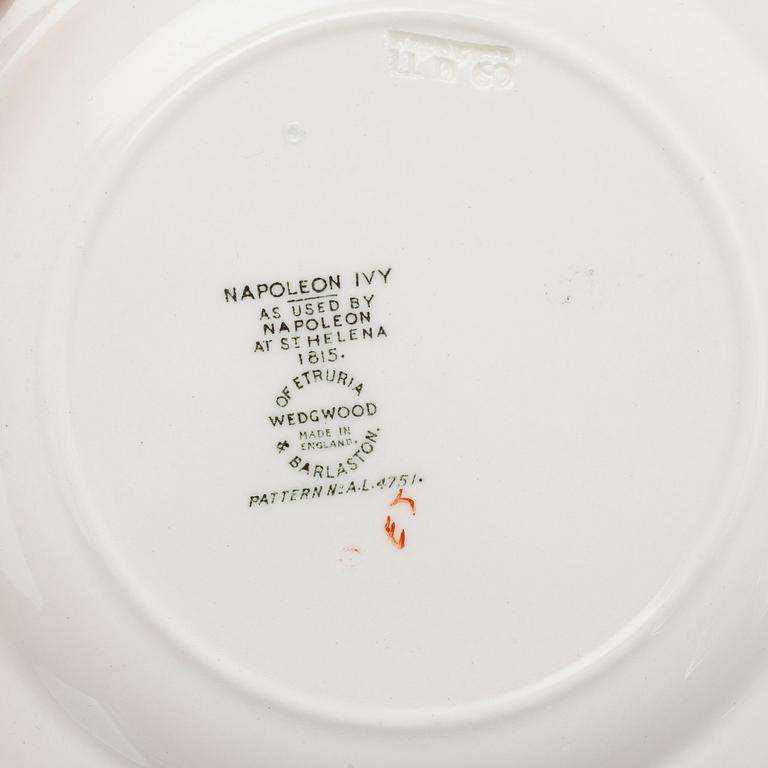 NAPOLEON IVY
AS USED BY
NAPOLEON
AT ST HELENA
1815.
OF ETRURIA
WEDGWOOD
MADE IN
ENGLAND.
& BARLASTON.
PATTERN No A.L.4751.